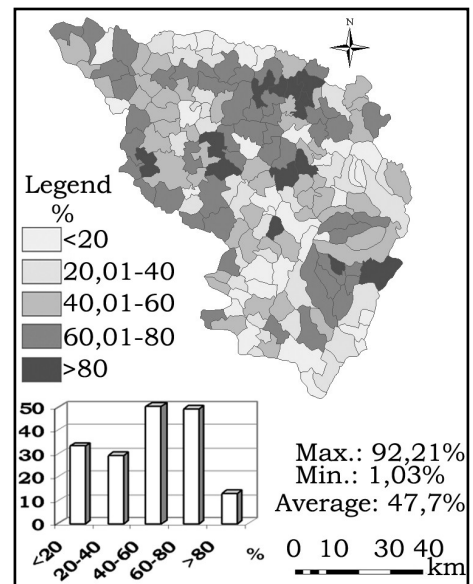 N
Legend
%
<20
20,01-40
40,01-60
60,01-80
>80
50
40
30
20
10
0
<20
20-40
40-60
60-80
>80
%
Max.: 92,21%
Min.: 1,03%
Average: 47,7%
0 10 30 40
km